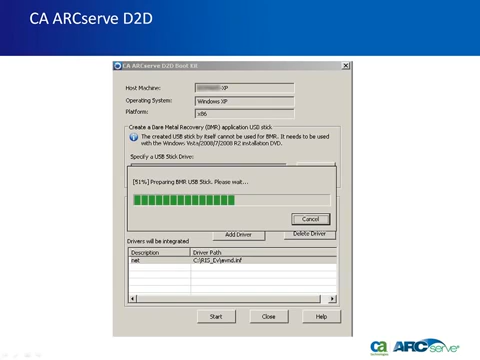 CA ARCserve D2D
CA ARCserve D2D Boot Kit
Host Machine: -XP
Operating System: Windows XP
Platform: x86
Create a Bare Metal Recovery (BMR) application USB stick
The created USB stick by itself cannot be used for BMR. It needs to be used
with the Windows Vista/2008/7/2008 R2 installation DVD.
Specify a USB Stick Drive:
[51%] Preparing BMR USB Stick. Please wait...
Cancel
Add Driver Delete Driver
Drivers will be integrated
Description Driver Path
net C:\RIS_EV\evnd.inf
Start Close Help
ca technologies ARCserve